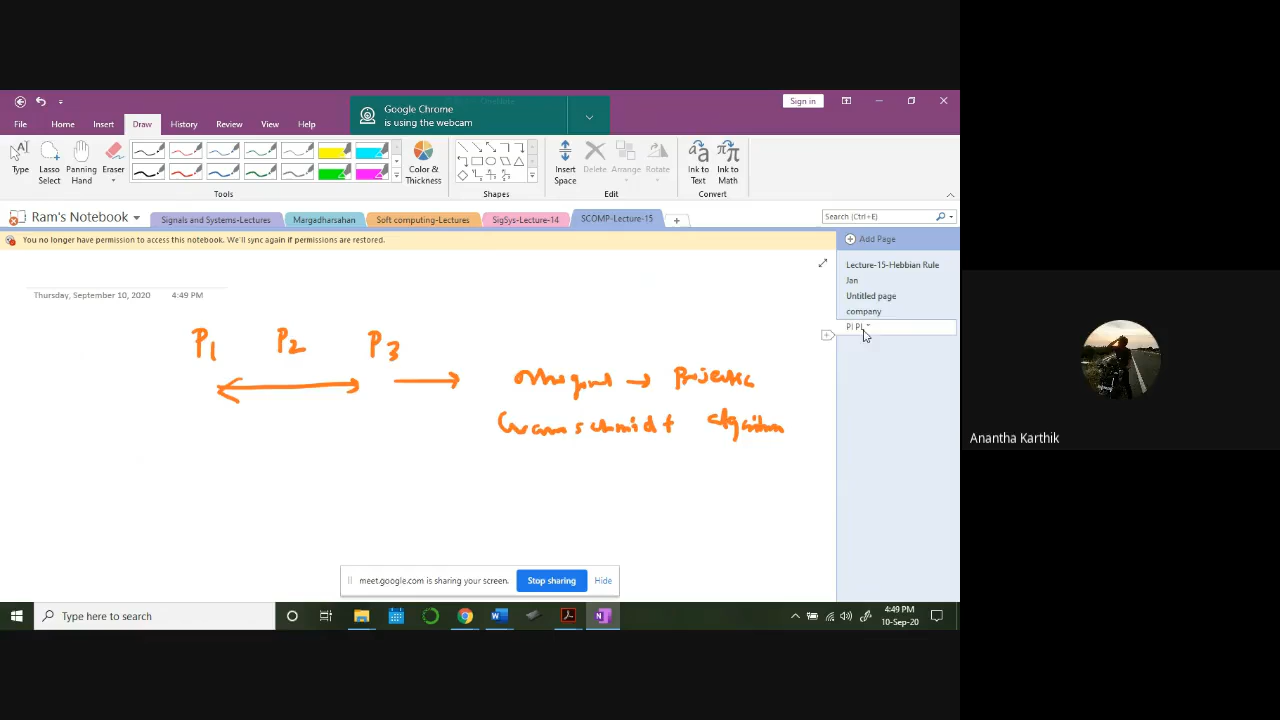 Google Chrome
is using the webcam
Sign in
File Home Insert Draw History Review View Help
Type Lasso Select Panning Hand Eraser Color & Thickness Insert Space Delete Arrange Rotate Ink to Text Ink to Math
Tools Shapes Edit Convert
Ram's Notebook Signals and Systems-Lectures Margadharsahan Soft computing-Lectures SigSys-Lecture-14 SCOMP-Lecture-15 Search (Ctrl+E)
You no longer have permission to access this notebook. We'll sync again if permissions are restored.
Add Page
Lecture-15-Hebbian Rule
Jan
Untitled page
company
Thursday, September 10, 2020 4:49 PM
P1 P2 P3
→ Projection
Gram schmidt Algorithm
Anantha Karthik
meet.google.com is sharing your screen. Stop sharing Hide
Type here to search
4:49 PM
10-Sep-20